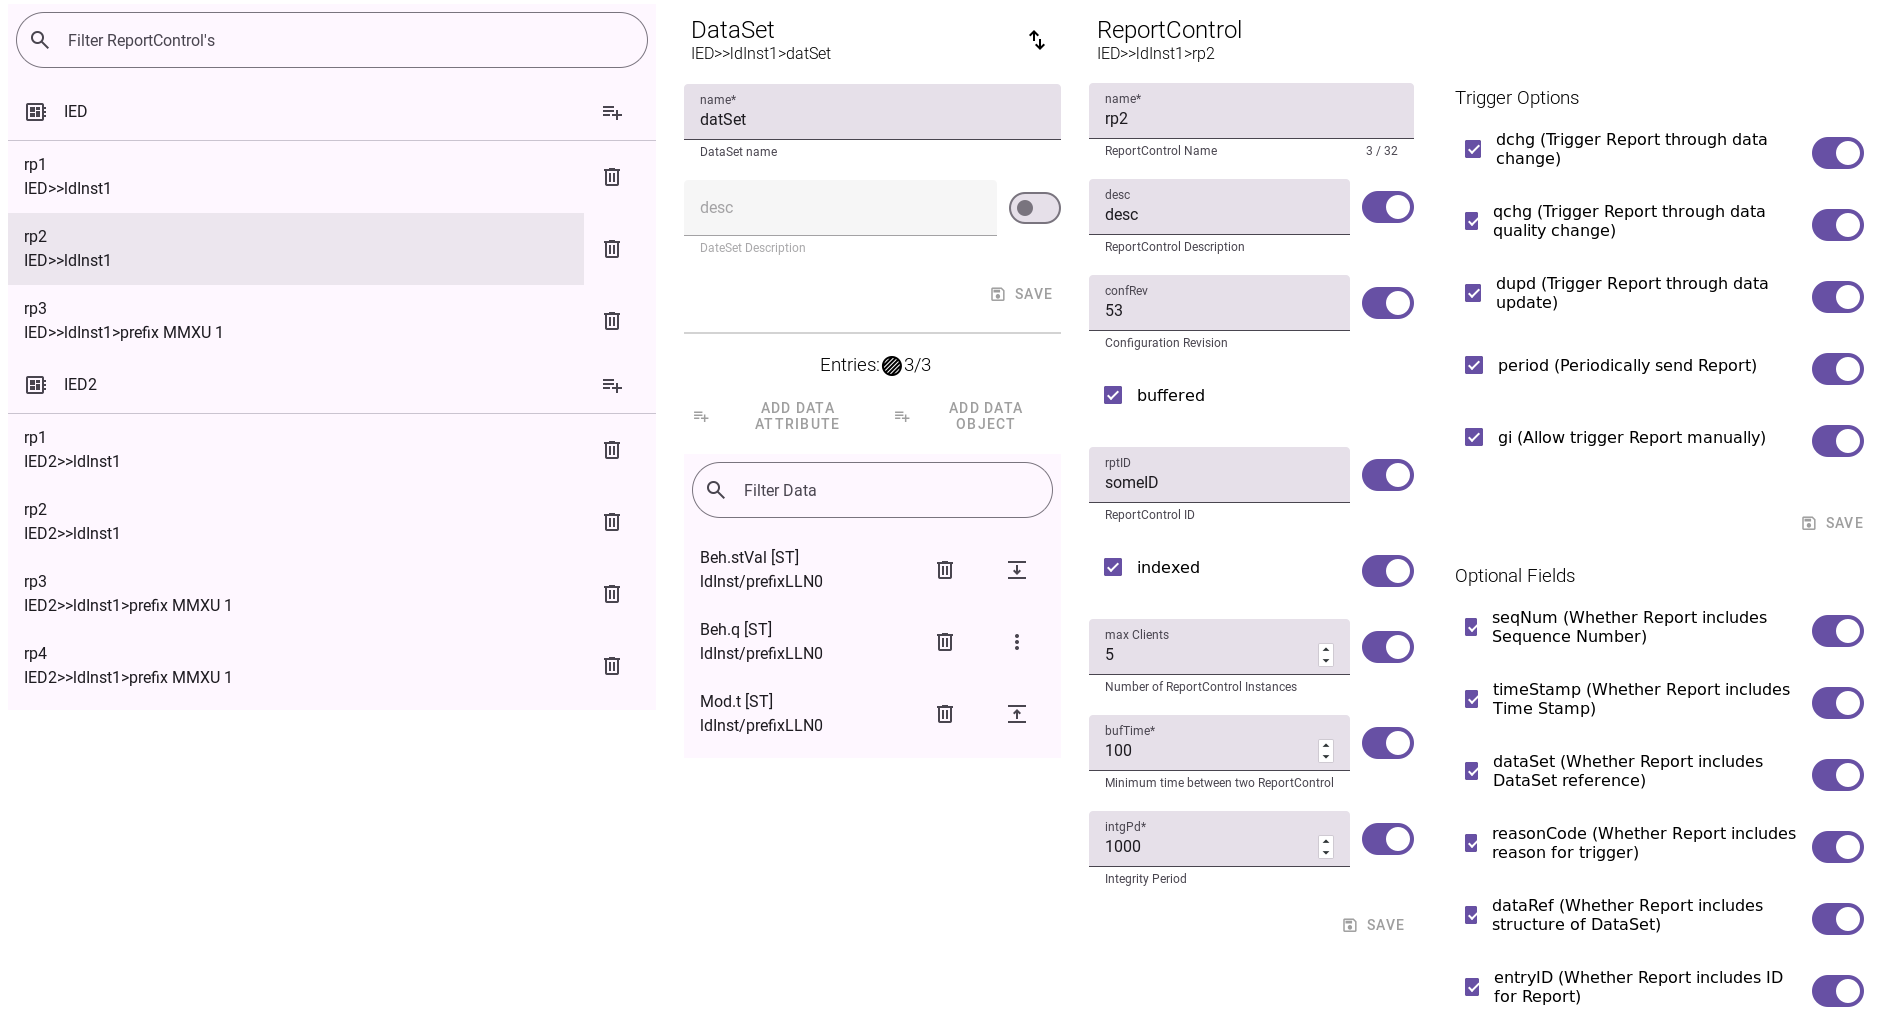 Filter ReportControl's
IED
rp1
IED>>ldInst1
rp2
IED>>ldInst1
rp3
IED>>ldInst1>prefix MMXU 1
IED2
rp1
IED2>>ldInst1
rp2
IED2>>ldInst1
rp3
IED2>>ldInst1>prefix MMXU 1
rp4
IED2>>ldInst1>prefix MMXU 1
DataSet
IED>>ldInst1>datSet
name*
datSet
DataSet name
desc
DateSet Description
SAVE
Entries: 3/3
ADD DATA
ATTRIBUTE
ADD DATA
OBJECT
Filter Data
Beh.stVal [ST]
ldInst/prefixLLN0
Beh.q [ST]
ldInst/prefixLLN0
Mod.t [ST]
ldInst/prefixLLN0
ReportControl
IED>>ldInst1>rp2
name*
rp2
ReportControl Name 3 / 32
desc
desc
ReportControl Description
confRev
53
Configuration Revision
buffered
rptID
someID
ReportControl ID
indexed
max Clients
5
Number of ReportControl Instances
bufTime*
100
Minimum time between two ReportControl
intgPd*
1000
Integrity Period
SAVE
Trigger Options
dchg (Trigger Report through data
change)
qchg (Trigger Report through data
quality change)
dupd (Trigger Report through data
update)
period (Periodically send Report)
gi (Allow trigger Report manually)
SAVE
Optional Fields
seqNum (Whether Report includes
Sequence Number)
timeStamp (Whether Report includes
Time Stamp)
dataSet (Whether Report includes
DataSet reference)
reasonCode (Whether Report includes
reason for trigger)
dataRef (Whether Report includes
structure of DataSet)
entryID (Whether Report includes ID
for Report)